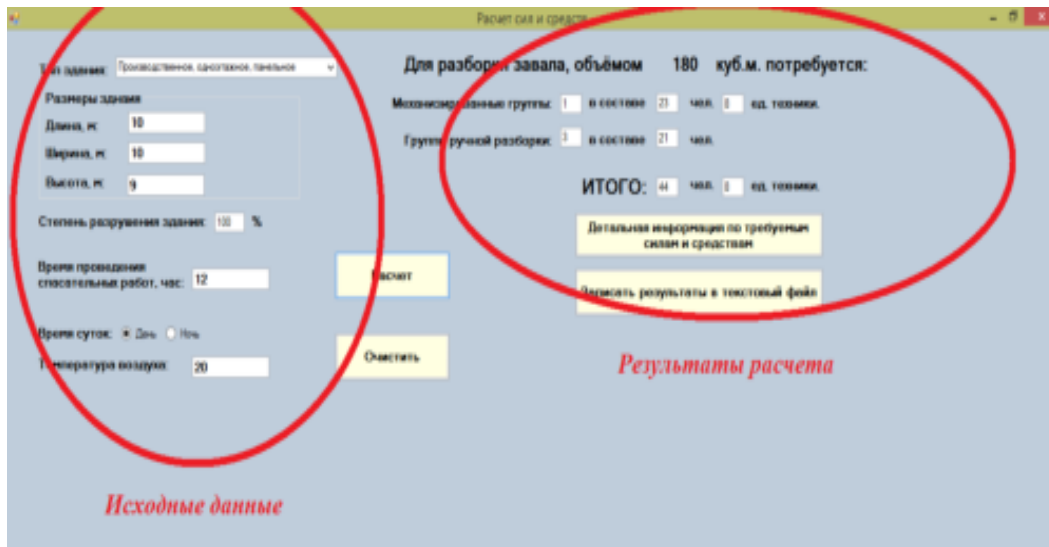 Расчет сил и средств
Тип здания: Производственное, одноэтажное, панельное
Размеры здания
Длина, м: 10
Ширина, м: 10
Высота, м: 9
Степень разрушения здания: 100 %
Время проведения
спасательных работ, час: 12
Время суток: День Ночь
Температура воздуха: 20
Расчет
Очистить
Для разборки завала, объёмом 180 куб.м. потребуется:
Механизированные группы: 1 в составе 23 чел. ед. техники.
Группы ручной разборки: 3 в составе 21 чел.
ИТОГО: 44 чел. ед. техники.
Детальная информация по требуемым
силам и средствам
Записать результаты в текстовый файл
Результаты расчета
Исходные данные